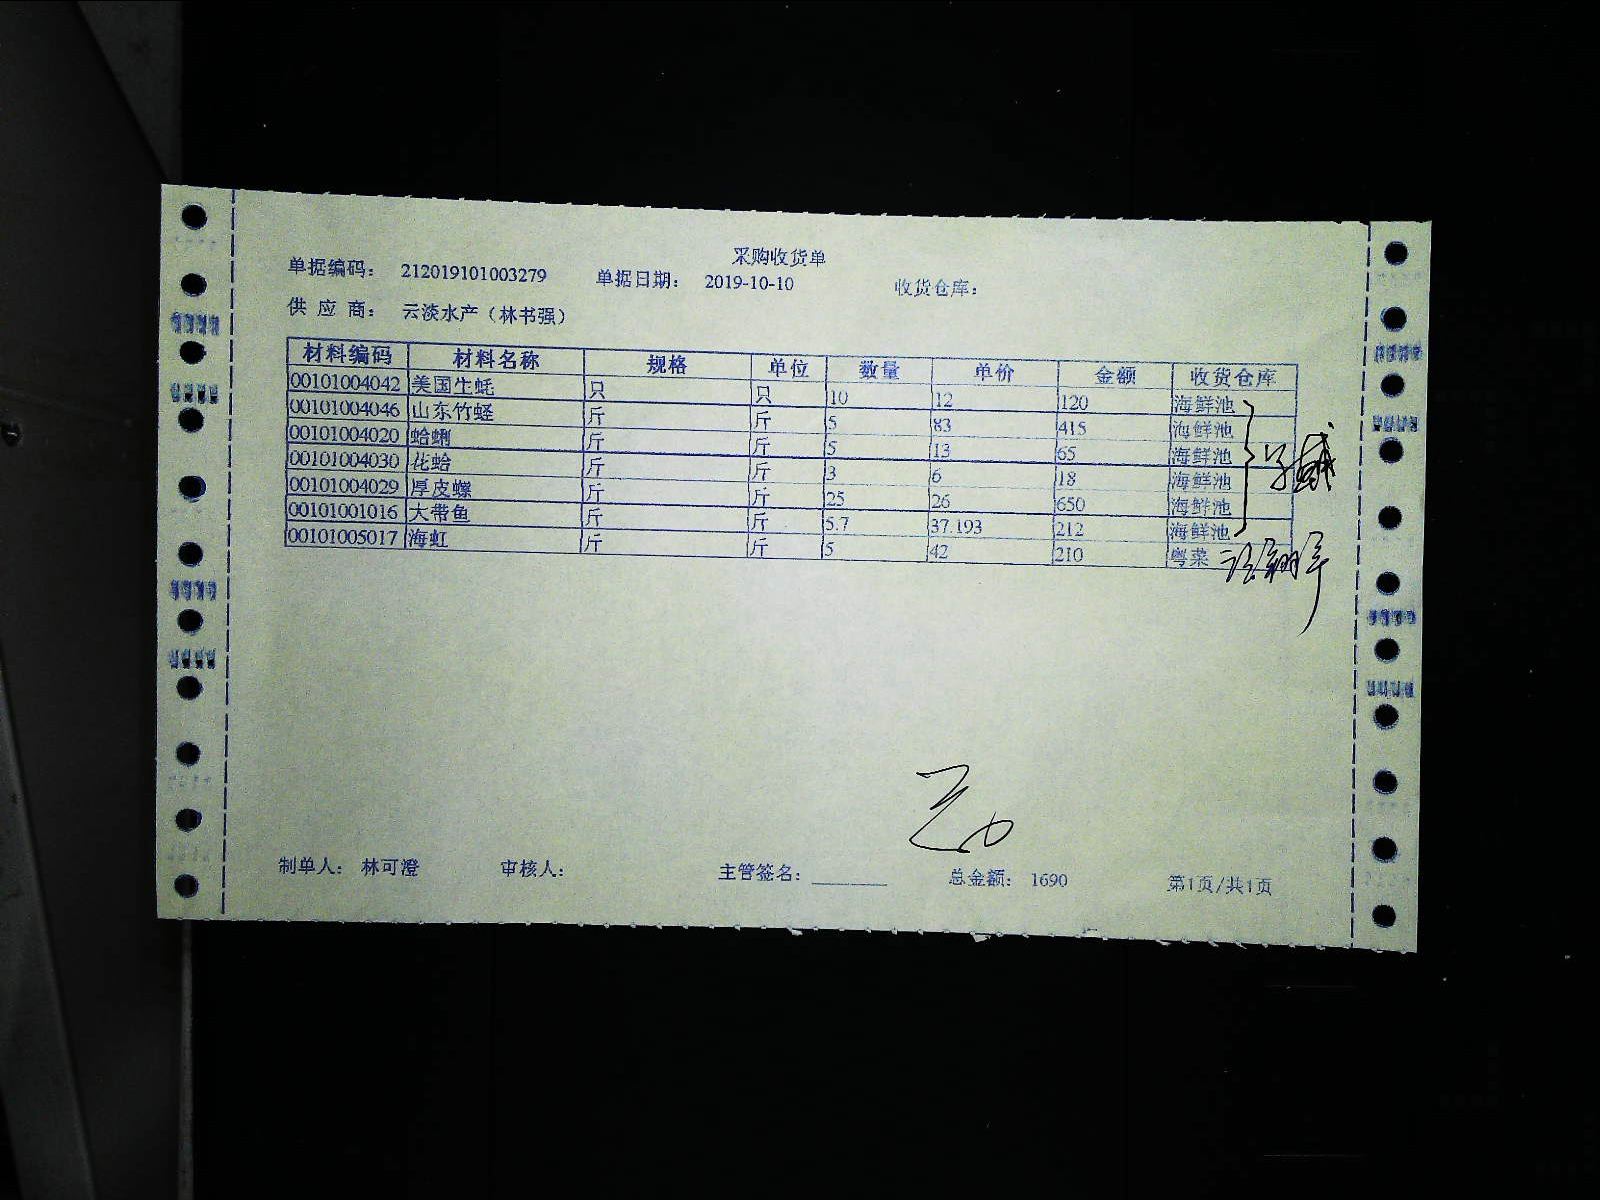 采购收货单
单据编码: 212019101003279 单据日期: 2019-10-10 收货仓库:
供 应 商: 云淡水产（林书强）
材料编码 材料名称 规格 单位 数量 单价 金额 收货仓库
00101004042 美国生蚝 只 只 10 12 120 海鲜池
00101004046 山东竹蛏 斤 斤 5 83 415 海鲜池
00101004020 蛤蜊 斤 斤 5 13 65 海鲜池
00101004030 花蛤 斤 斤 3 6 18 海鲜池
00101004029 厚皮螺 斤 斤 25 26 650 海鲜池
00101001016 大带鱼 斤 斤 5.7 37.193 212 海鲜池
00101005017 海虹 斤 斤 5 42 210 粤菜
制单人: 林可澄 审核人: 主管签名: 总金额: 1690 第1页/共1页